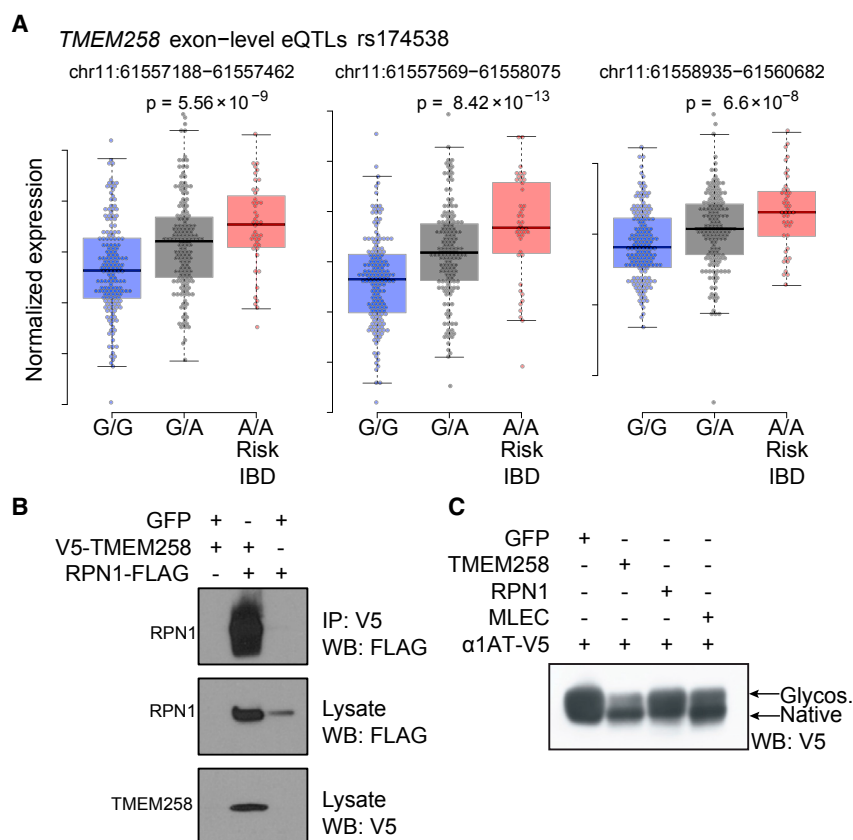 A
TMEM258 exon−level eQTLs rs174538
chr11:61557188−61557462
p = 5.56×10−9
chr11:61557569−61558075
p = 8.42×10−13
chr11:61558935−61560682
p = 6.6×10−8
Normalized expression
G/G G/A A/A
Risk
IBD
G/G G/A A/A
Risk
IBD
G/G G/A A/A
Risk
IBD
B
GFP + - +
V5-TMEM258 + + -
RPN1-FLAG - + +
RPN1
IP: V5
WB: FLAG
RPN1
Lysate
WB: FLAG
TMEM258
Lysate
WB: V5
C
GFP + - - -
TMEM258 - + - -
RPN1 - - + -
MLEC - - - +
α1AT-V5 + + + +
Glycos.
Native
WB: V5